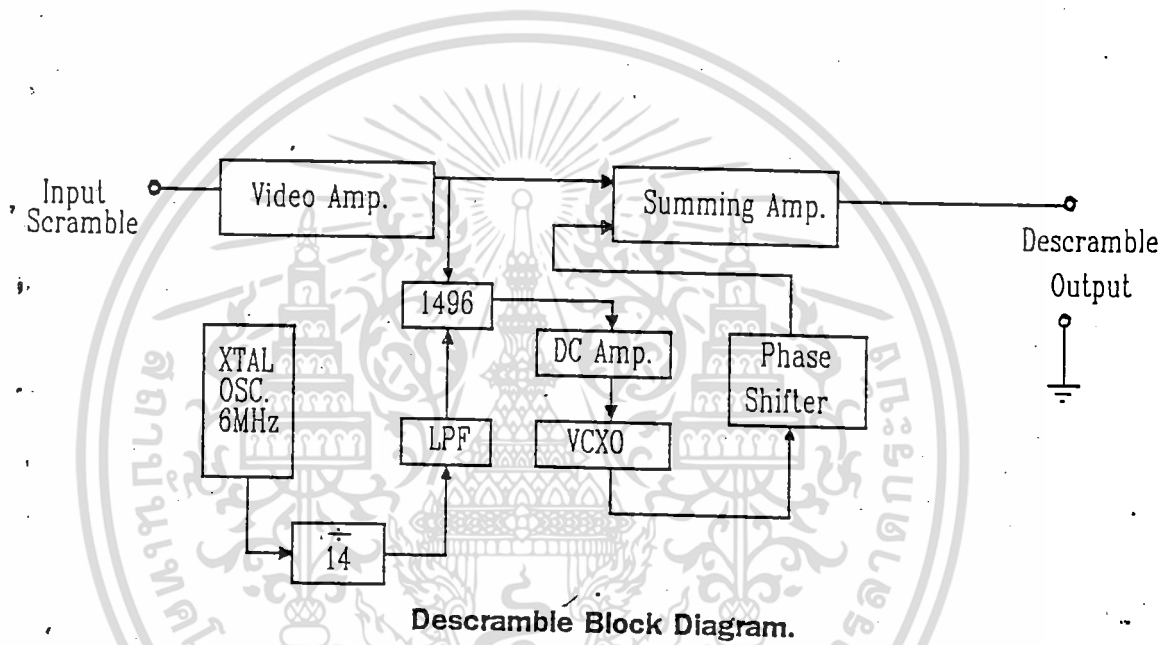 Input
Scramble
Video Amp.
Summing Amp.
Descramble
Output
1496
XTAL
OSC.
6MHz
DC Amp.
Phase
Shifter
LPF
VCXO
÷
14
Descramble Block Diagram.